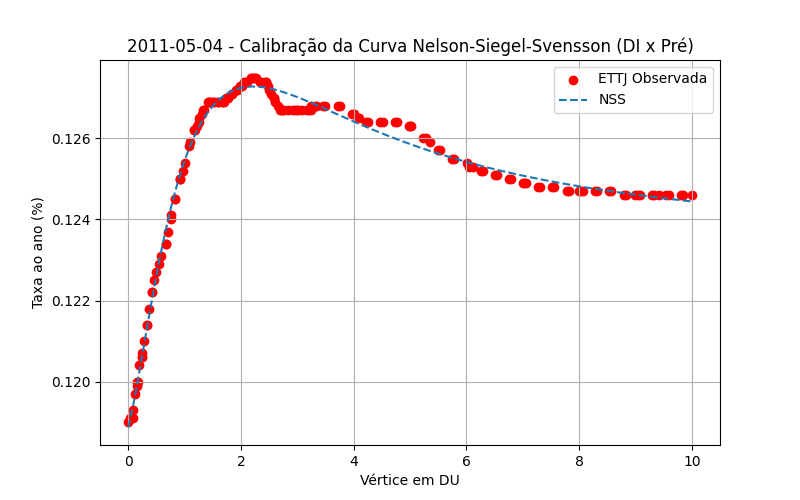 2011-05-04 - Calibração da Curva Nelson-Siegel-Svensson (DI x Pré)
ETTJ Observada
NSS
Taxa ao ano (%)
0.126
0.124
0.122
0.120
0 2 4 6 8 10
Vértice em DU